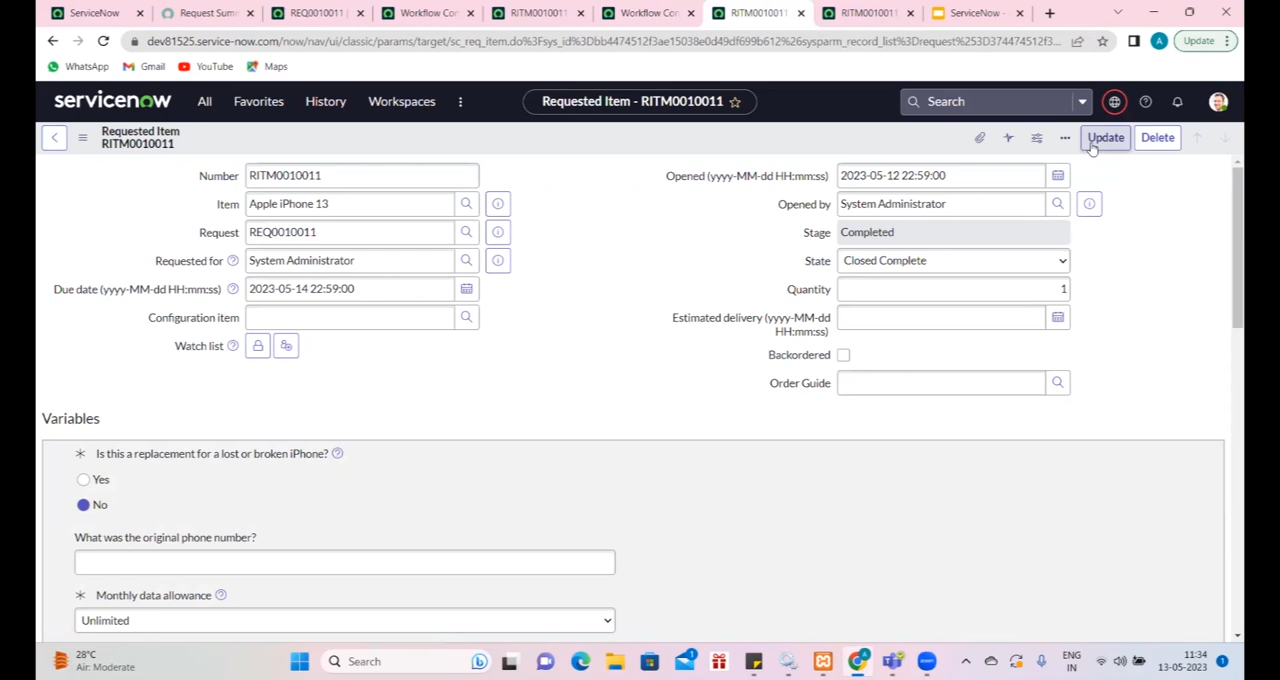 ServiceNow
Request Summ
REQ0010011 |
Workflow Con
RITM0010011
Workflow Con
RITM0010011
RITM0010011
ServiceNow -
dev81525.service-now.com/now/nav/ui/classic/params/target/sc_req_item.do%3Fsys_id%3Dbb4474512f3ae15038e0d49df699b612%26sysparm_record_list%3Drequest%253D374474512f3...
A
Update
WhatsApp
Gmail
YouTube
Maps
servicenow
All
Favorites
History
Workspaces
Requested Item - RITM0010011
Search
Requested Item
RITM0010011
Update
Delete
Number
RITM0010011
Opened (yyyy-MM-dd HH:mm:ss)
2023-05-12 22:59:00
Item
Apple iPhone 13
Opened by
System Administrator
Request
REQ0010011
Stage
Completed
Requested for
System Administrator
State
Closed Complete
Due date (yyyy-MM-dd HH:mm:ss)
2023-05-14 22:59:00
Quantity
1
Configuration item
Estimated delivery (yyyy-MM-dd
HH:mm:ss)
Watch list
Backordered
Order Guide
Variables
Is this a replacement for a lost or broken iPhone?
Yes
No
What was the original phone number?
Monthly data allowance
Unlimited
28°C
Air: Moderate
Search
ENG
IN
11:34
13-05-2023